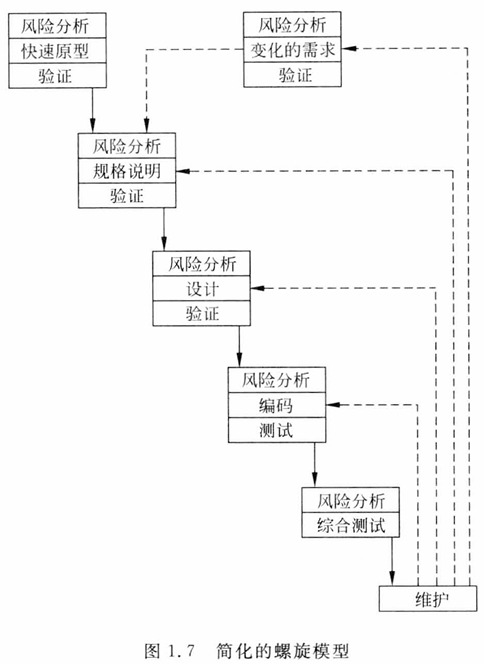 风险分析
快速原型
验证
风险分析
变化的需求
验证
风险分析
规格说明
验证
风险分析
设计
验证
风险分析
编码
测试
风险分析
综合测试
维护
图 1.7 简化的螺旋模型